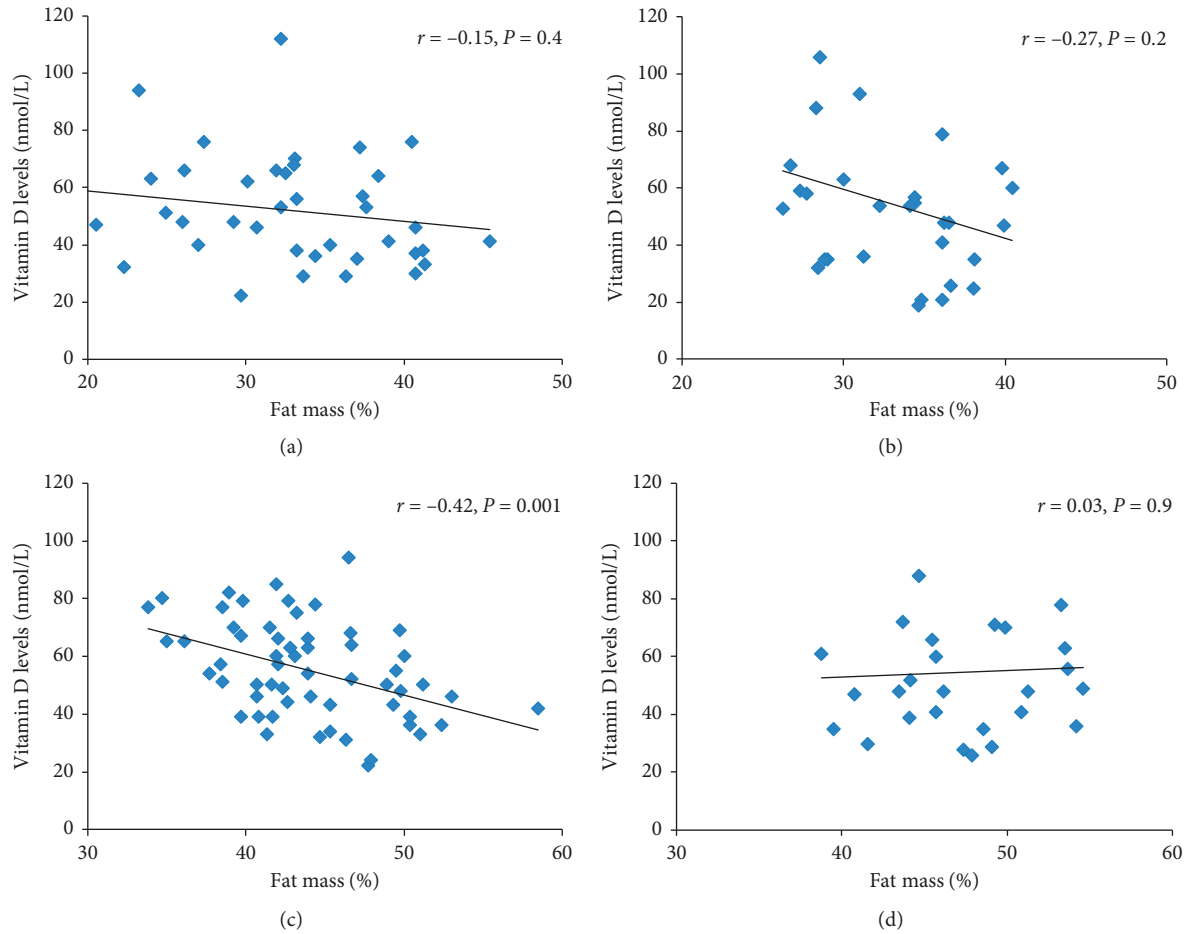 r = –0.15, P = 0.4
Vitamin D levels (nmol/L)
120
100
80
60
40
20
0
20 30 40 50
Fat mass (%)
(a)
r = –0.27, P = 0.2
Vitamin D levels (nmol/L)
120
100
80
60
40
20
0
20 30 40 50
Fat mass (%)
(b)
r = –0.42, P = 0.001
Vitamin D levels (nmol/L)
120
100
80
60
40
20
0
30 40 50 60
Fat mass (%)
(c)
r = 0.03, P = 0.9
Vitamin D levels (nmol/L)
120
100
80
60
40
20
0
30 40 50 60
Fat mass (%)
(d)